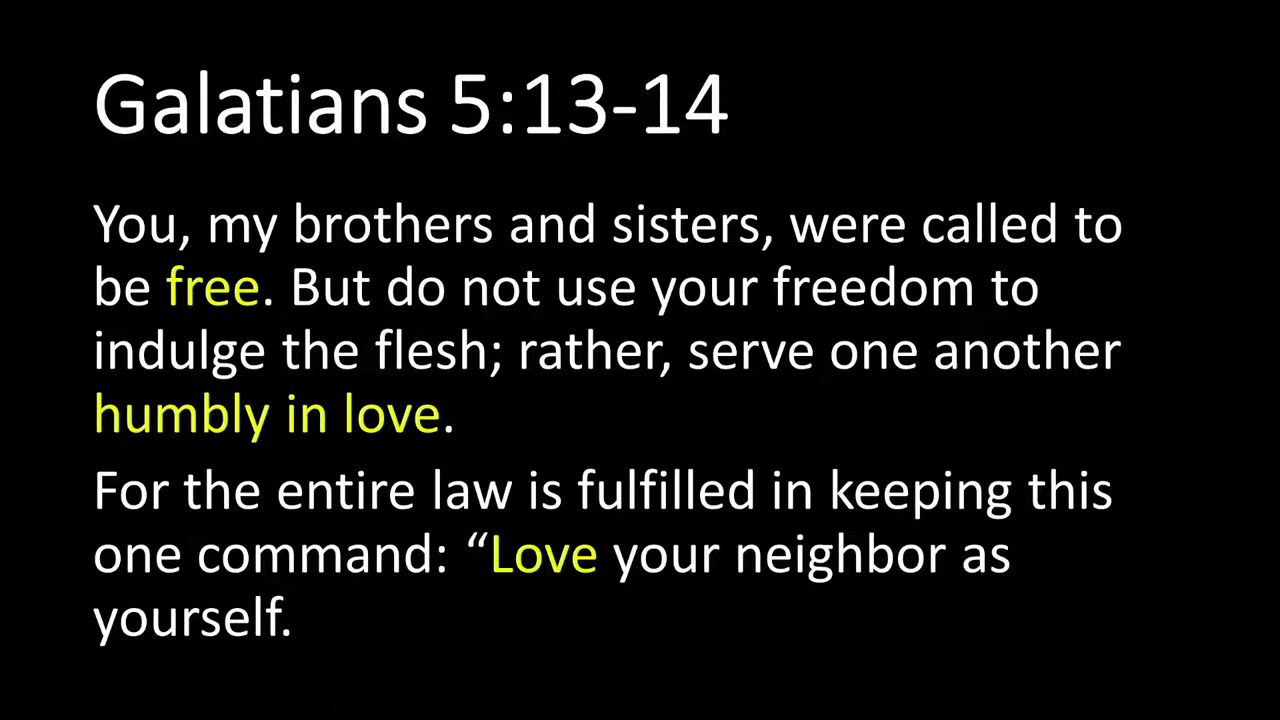 Galatians 5:13-14
You, my brothers and sisters, were called to
be free. But do not use your freedom to
indulge the flesh; rather, serve one another
humbly in love.
For the entire law is fulfilled in keeping this
one command: “Love your neighbor as
yourself.